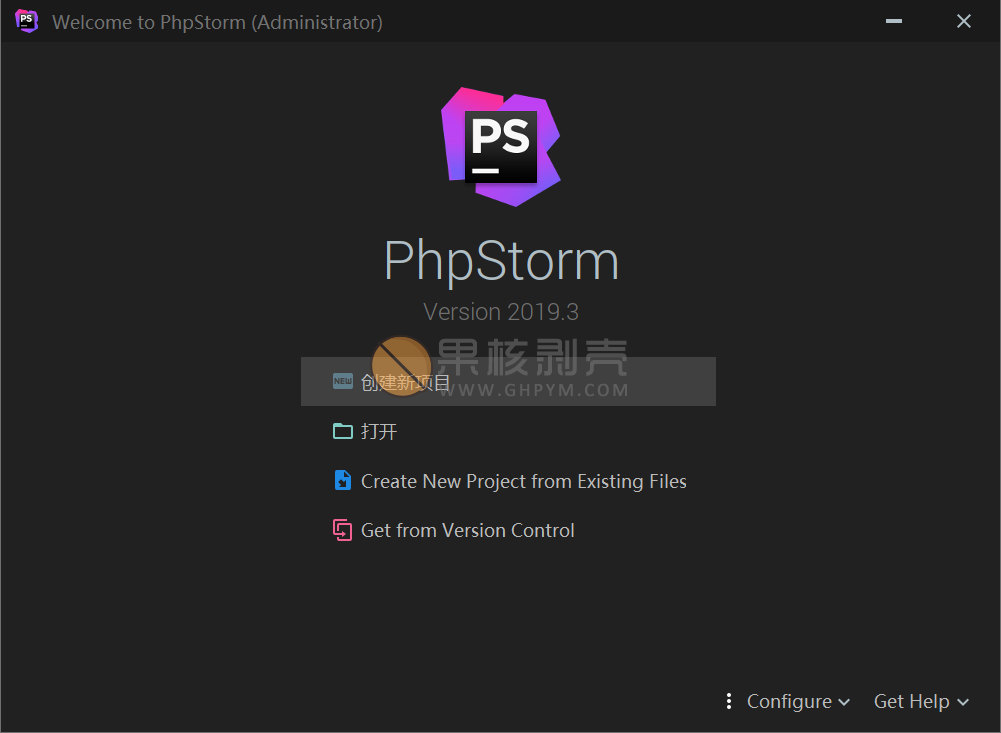 PS
Welcome to PhpStorm (Administrator)
PS
PhpStorm
Version 2019.3
果核剥壳
NEW 创建新项目
WWW.GHPYM.COM
打开
Create New Project from Existing Files
Get from Version Control
Configure
Get Help